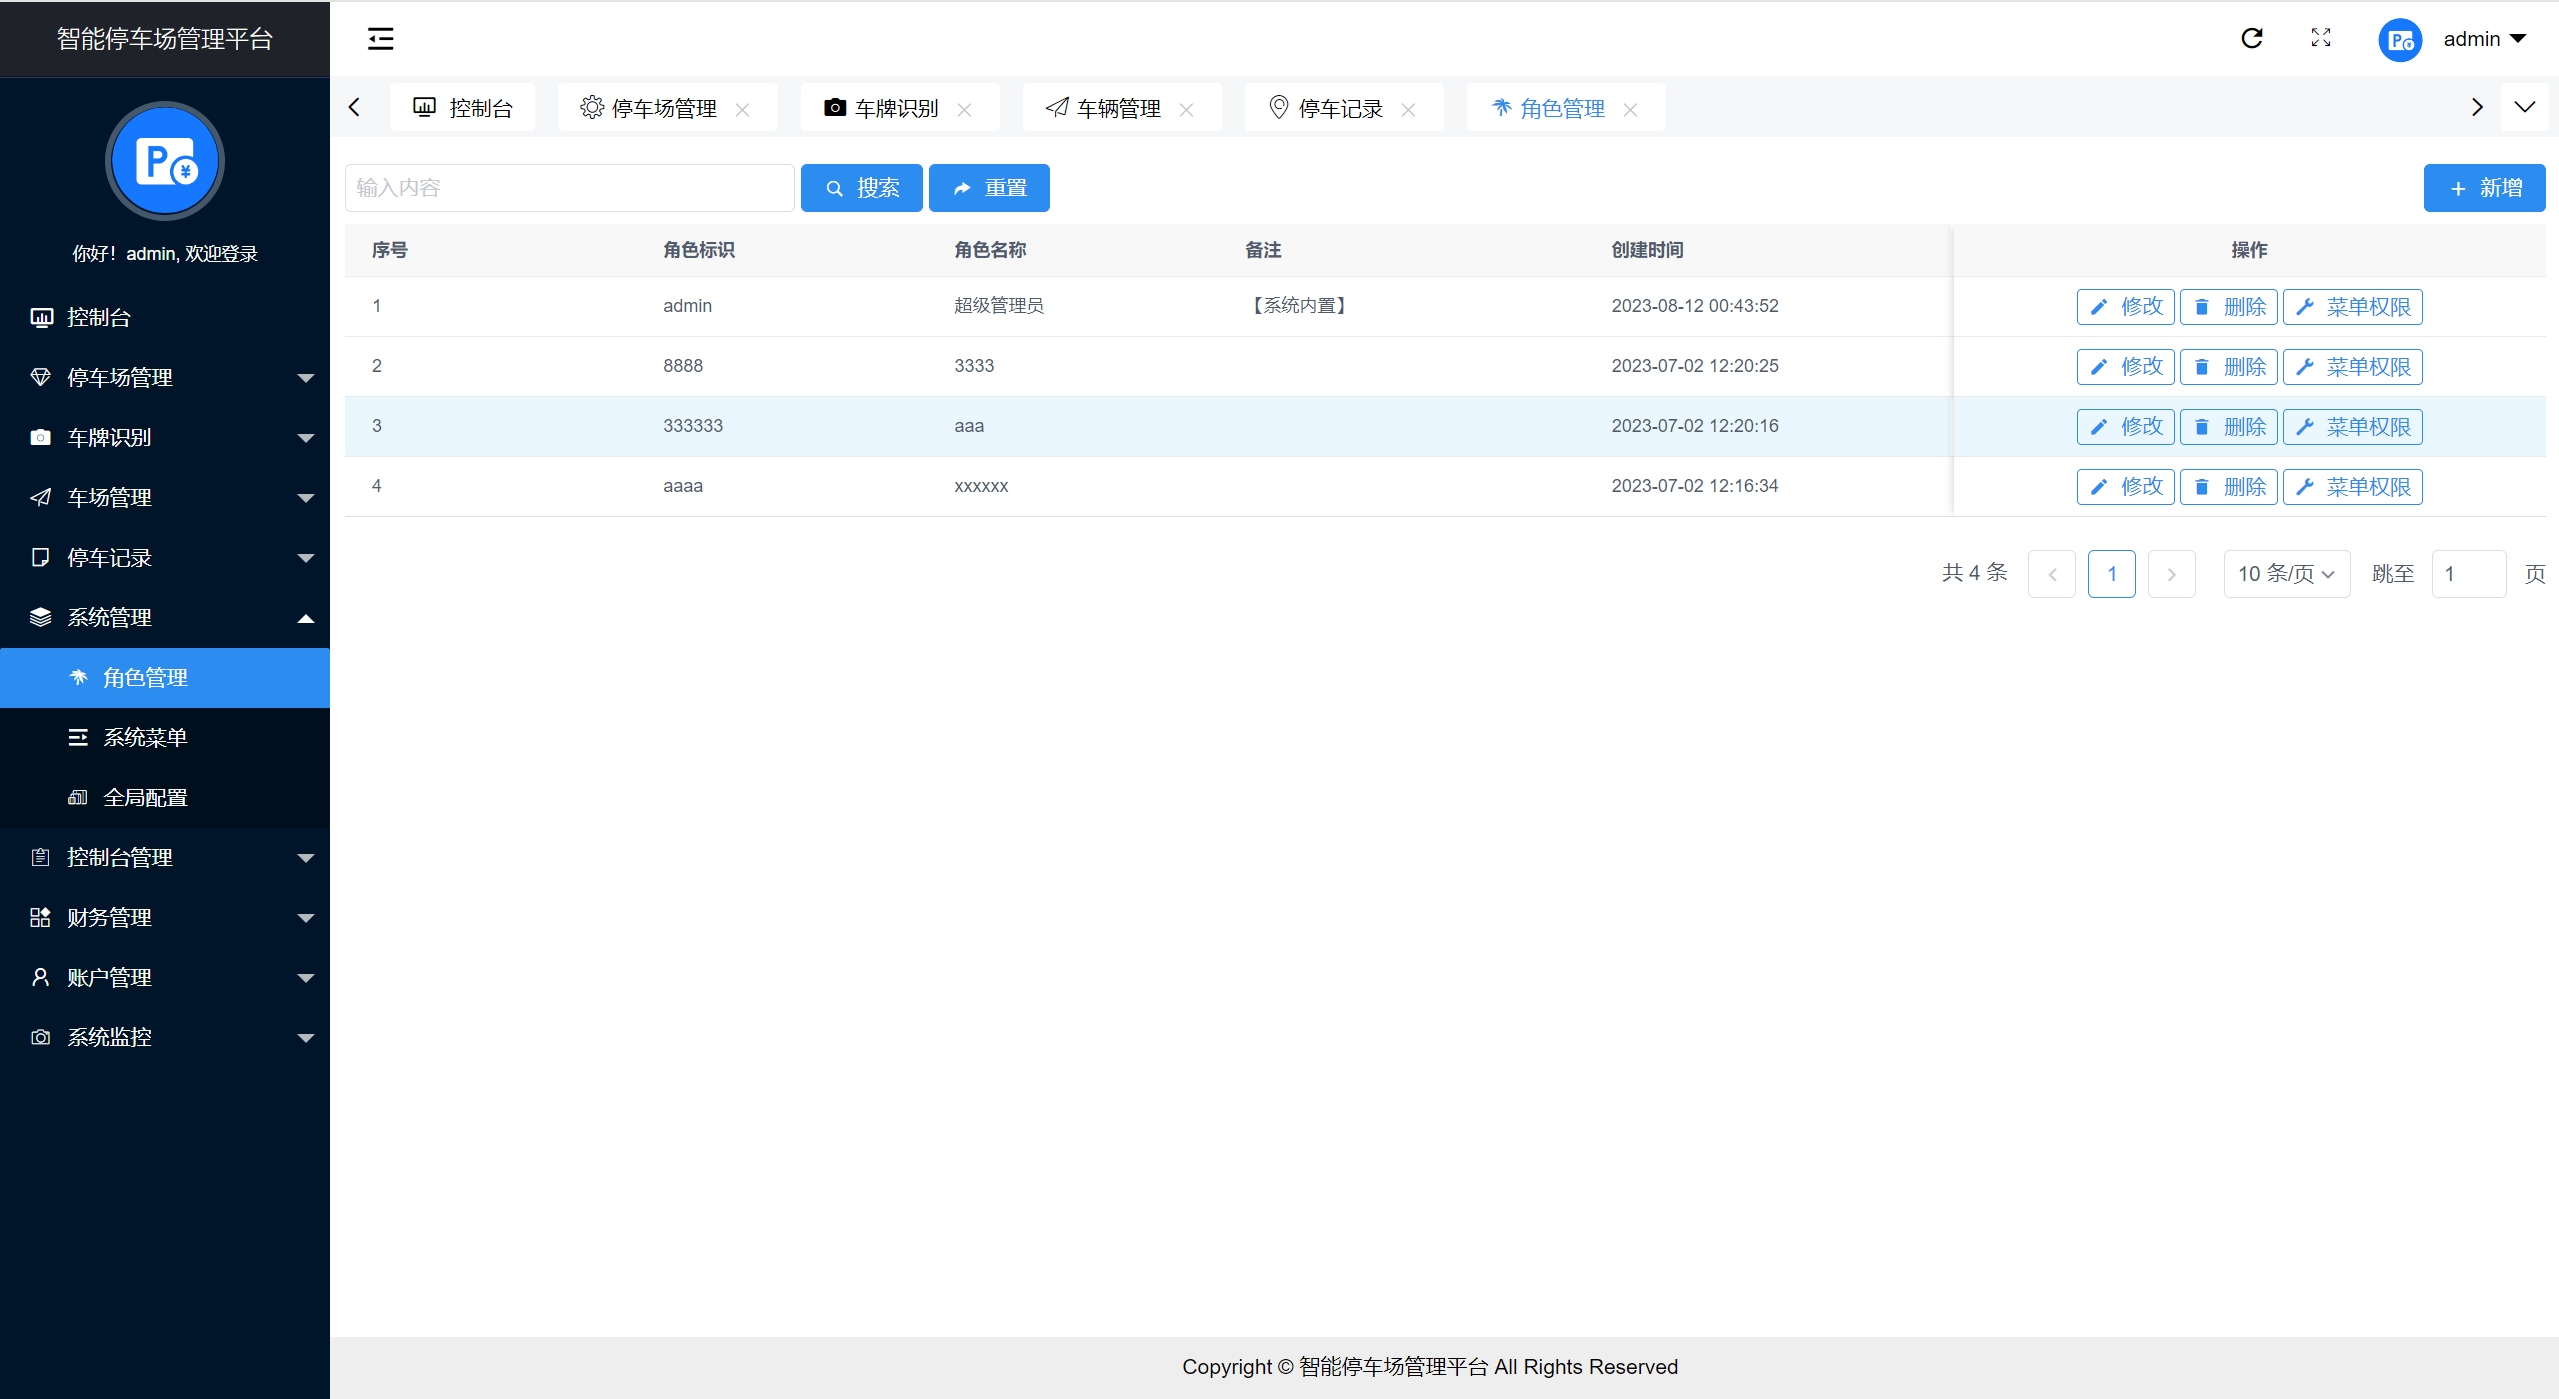 智能停车场管理平台
admin
你好！admin, 欢迎登录
控制台
停车场管理
车牌识别
车场管理
停车记录
系统管理
角色管理
系统菜单
全局配置
控制台管理
财务管理
账户管理
系统监控
控制台 停车场管理 车牌识别 车辆管理 停车记录 角色管理
输入内容 搜索 重置 新增
序号 角色标识 角色名称 备注 创建时间 操作
1 admin 超级管理员 【系统内置】 2023-08-12 00:43:52 修改 删除 菜单权限
2 8888 3333 2023-07-02 12:20:25 修改 删除 菜单权限
3 333333 aaa 2023-07-02 12:20:16 修改 删除 菜单权限
4 aaaa xxxxxx 2023-07-02 12:16:34 修改 删除 菜单权限
共 4 条 1 10 条/页 跳至 1 页
Copyright © 智能停车场管理平台 All Rights Reserved